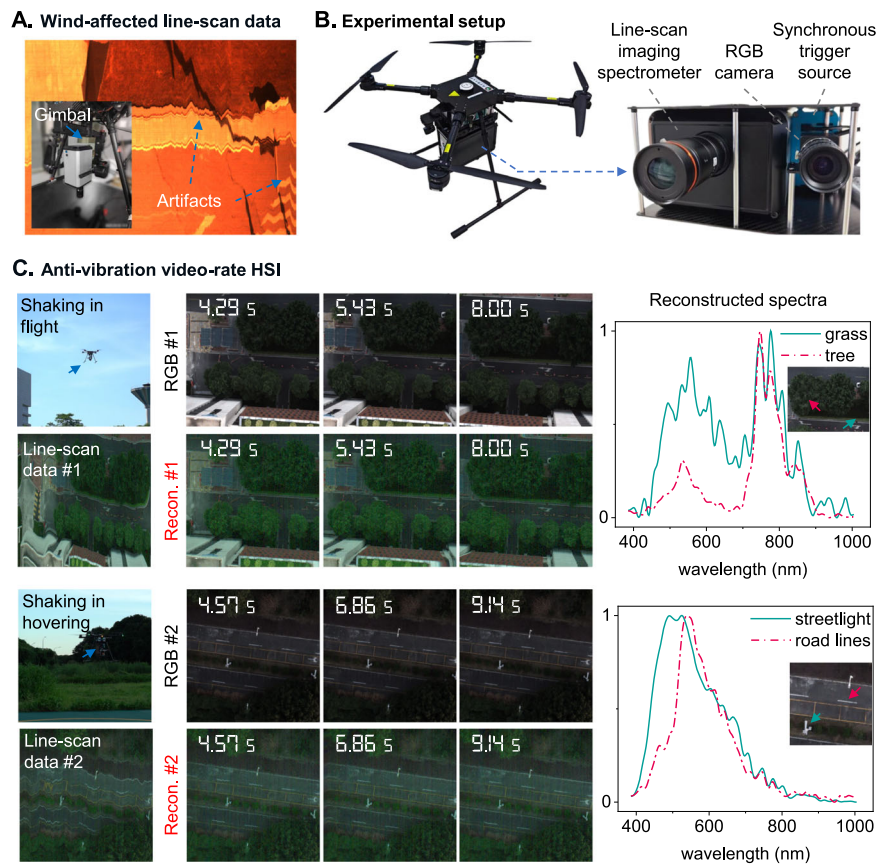 A. Wind-affected line-scan data
Gimbal
Artifacts
B. Experimental setup
Line-scan
imaging
spectrometer
RGB
camera
Synchronous
trigger
source
C. Anti-vibration video-rate HSI
Shaking in
flight
RGB #1
4.29 s
5.43 s
8.00 s
Line-scan
data #1
Recon. #1
4.29 s
5.43 s
8.00 s
Reconstructed spectra
1
0
grass
tree
400
600
800
1000
wavelength (nm)
Shaking in
hovering
RGB #2
4.57 s
6.86 s
9.14 s
Line-scan
data #2
Recon. #2
4.57 s
6.86 s
9.14 s
1
0
streetlight
road lines
400
600
800
1000
wavelength (nm)